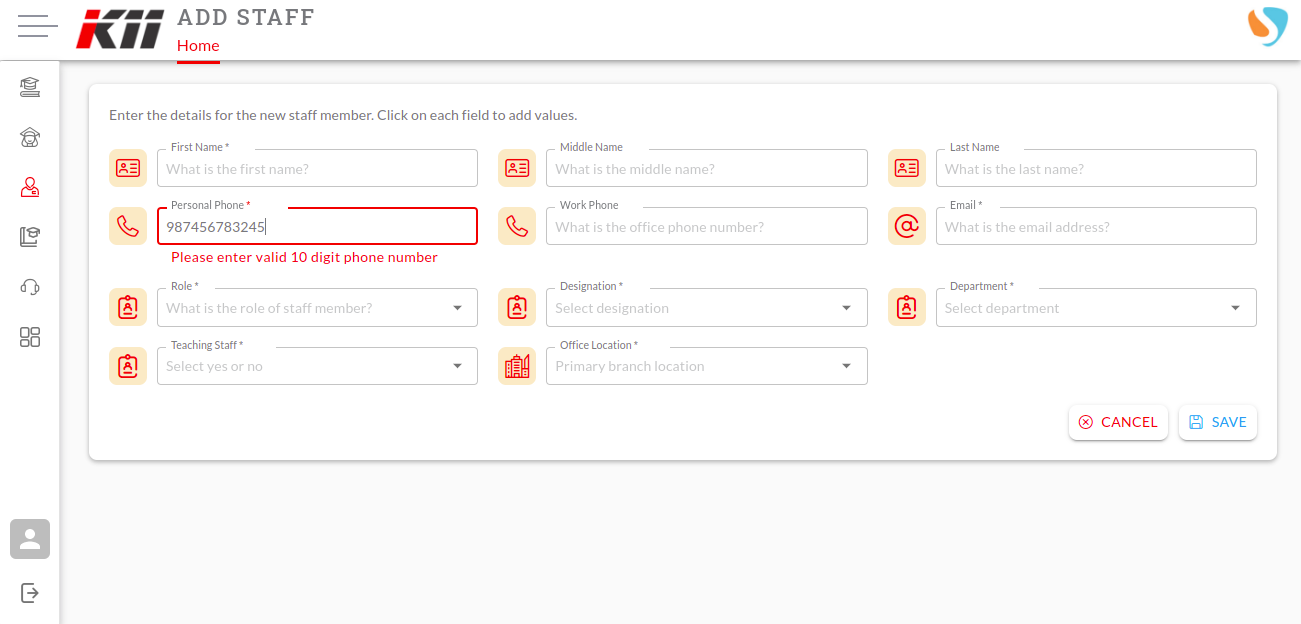 KII
ADD STAFF
Home
Enter the details for the new staff member. Click on each field to add values.
First Name *
What is the first name?
Middle Name
What is the middle name?
Last Name
What is the last name?
Personal Phone *
987456783245
Please enter valid 10 digit phone number
Work Phone
What is the office phone number?
Email *
What is the email address?
Role *
What is the role of staff member?
Designation *
Select designation
Department *
Select department
Teaching Staff *
Select yes or no
Office Location *
Primary branch location
CANCEL
SAVE